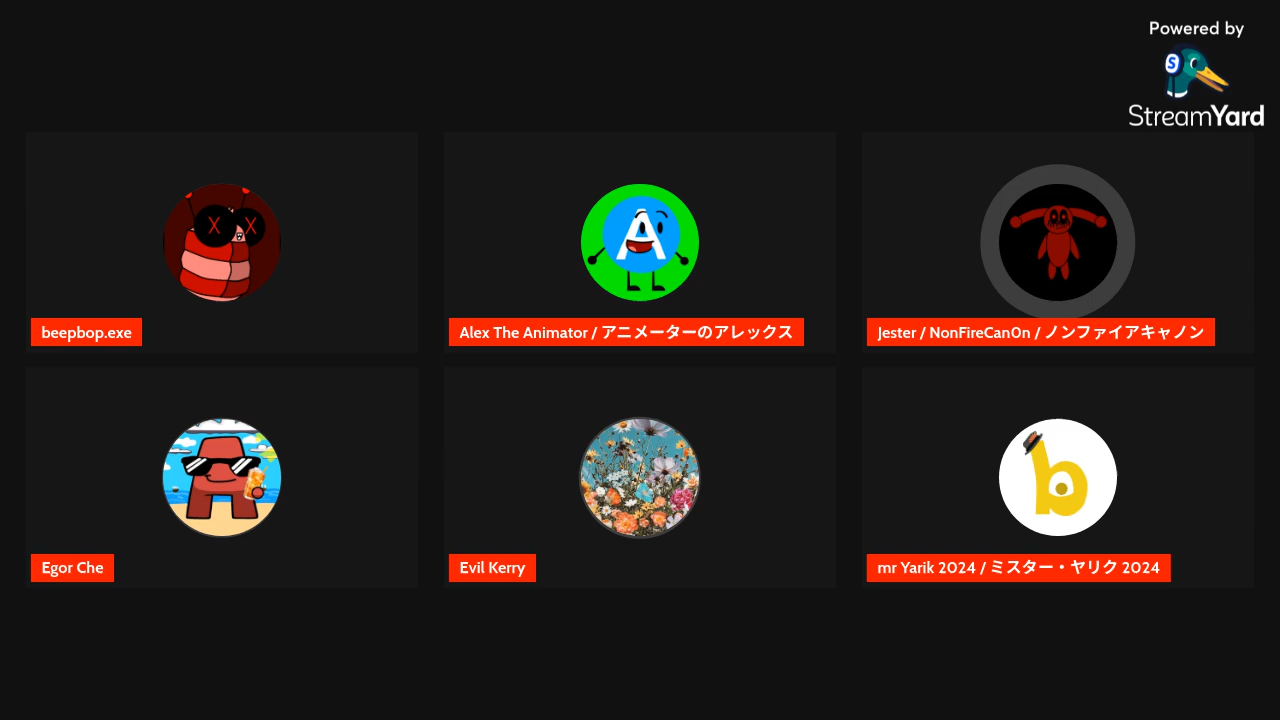 Powered by
StreamYard
beepbop.exe
Alex The Animator / アニメーターのアレックス
Jester / NonFireCan0n / ノンファイアキャノン
Egor Che
Evil Kerry
mr Yarik 2024 / ミスター・ヤリク 2024